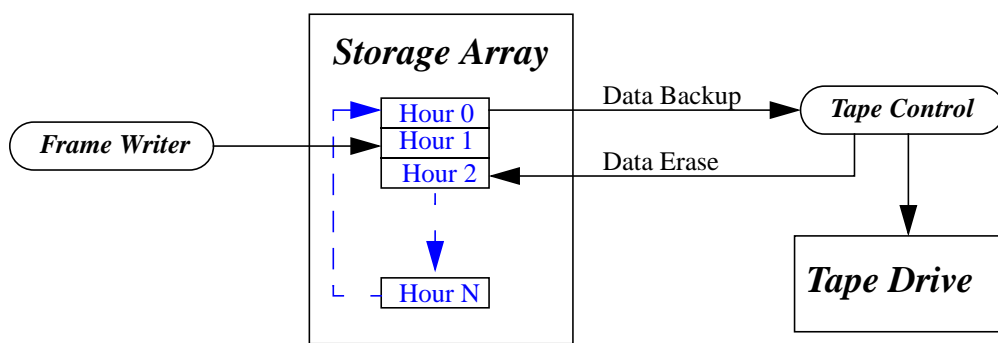 Storage Array
Hour 0
Data Backup
Tape Control
Frame Writer
Hour 1
Hour 2
Data Erase
Hour N
Tape Drive